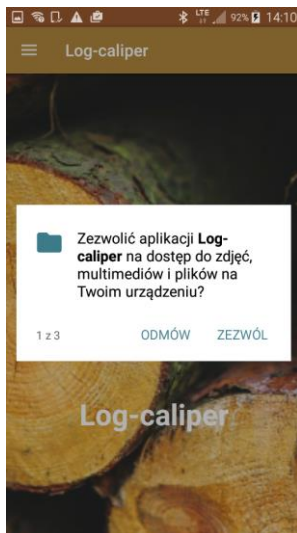 LTE 92% 14:10
Log-caliper
Zezwolić aplikacji Log-
caliper na dostęp do zdjęć,
multimediów i plików na
Twoim urządzeniu?
1 z 3 ODMÓW ZEZWÓL
Log-caliper